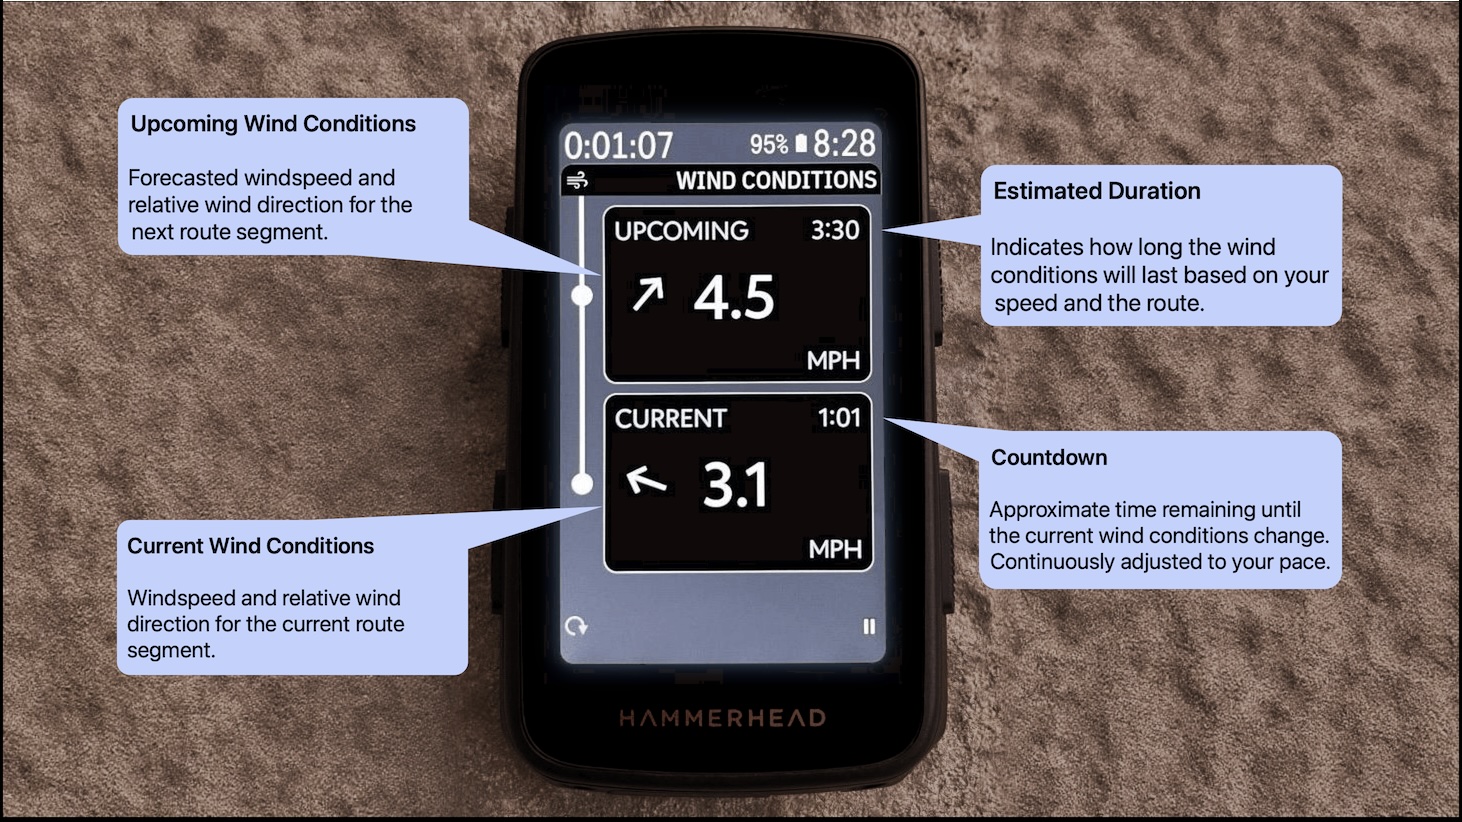 Upcoming Wind Conditions
Forecasted windspeed and
relative wind direction for the
next route segment.
0:01:07 95% 8:28
WIND CONDITIONS
UPCOMING 3:30
4.5
MPH
CURRENT 1:01
3.1
MPH
HAMMERHEAD
Estimated Duration
Indicates how long the wind
conditions will last based on your
speed and the route.
Countdown
Approximate time remaining until
the current wind conditions change.
Continuously adjusted to your pace.
Current Wind Conditions
Windspeed and relative wind
direction for the current route
segment.